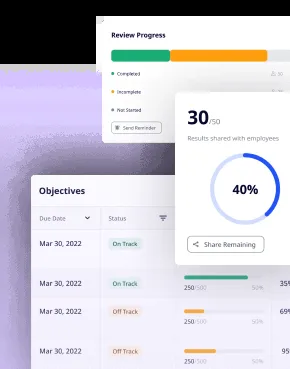 Review Progress
Completed
Incomplete
Not Started
Send Reminder
30/50
Results shared with employees
40%
Share Remaining
Objectives
Due Date
Status
Mar 30, 2022
On Track
Mar 30, 2022
On Track
250/500
50%
35%
Mar 30, 2022
Off Track
250/500
50%
69%
Mar 30, 2022
Off Track
250/500
50%
95